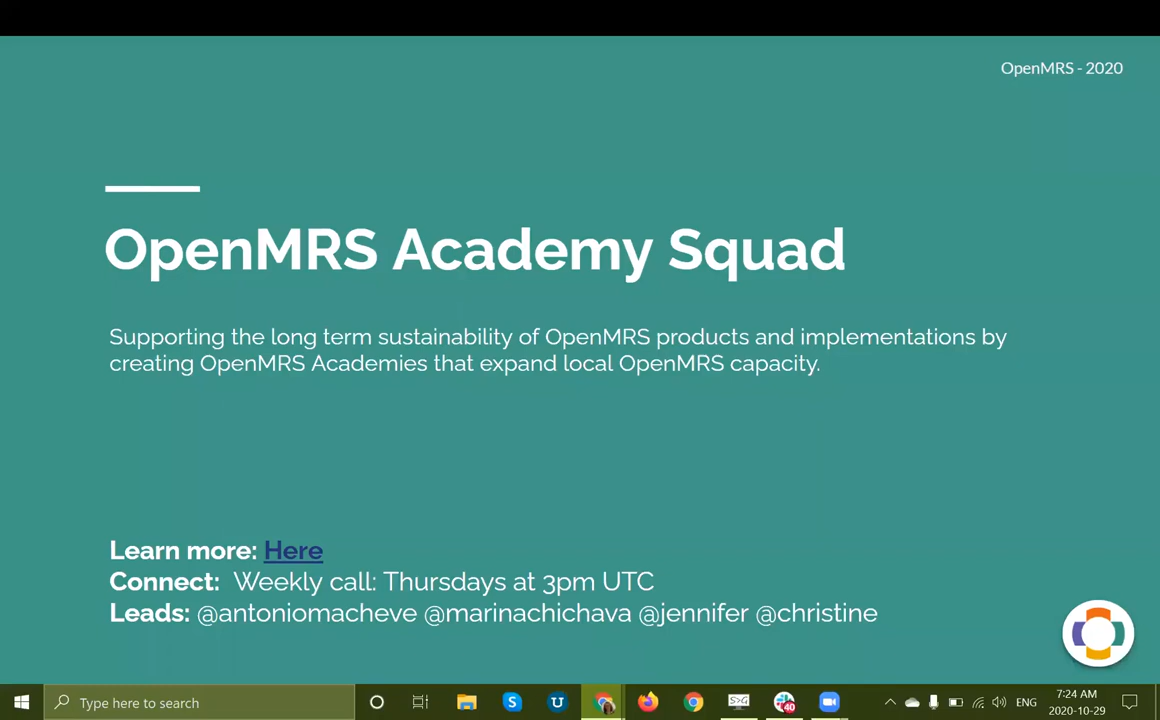 OpenMRS - 2020
OpenMRS Academy Squad
Supporting the long term sustainability of OpenMRS products and implementations by
creating OpenMRS Academies that expand local OpenMRS capacity.
Learn more: Here
Connect: Weekly call: Thursdays at 3pm UTC
Leads: @antoniomacheve @marinachichava @jennifer @christine
Type here to search
40
ENG
7:24 AM
2020-10-29